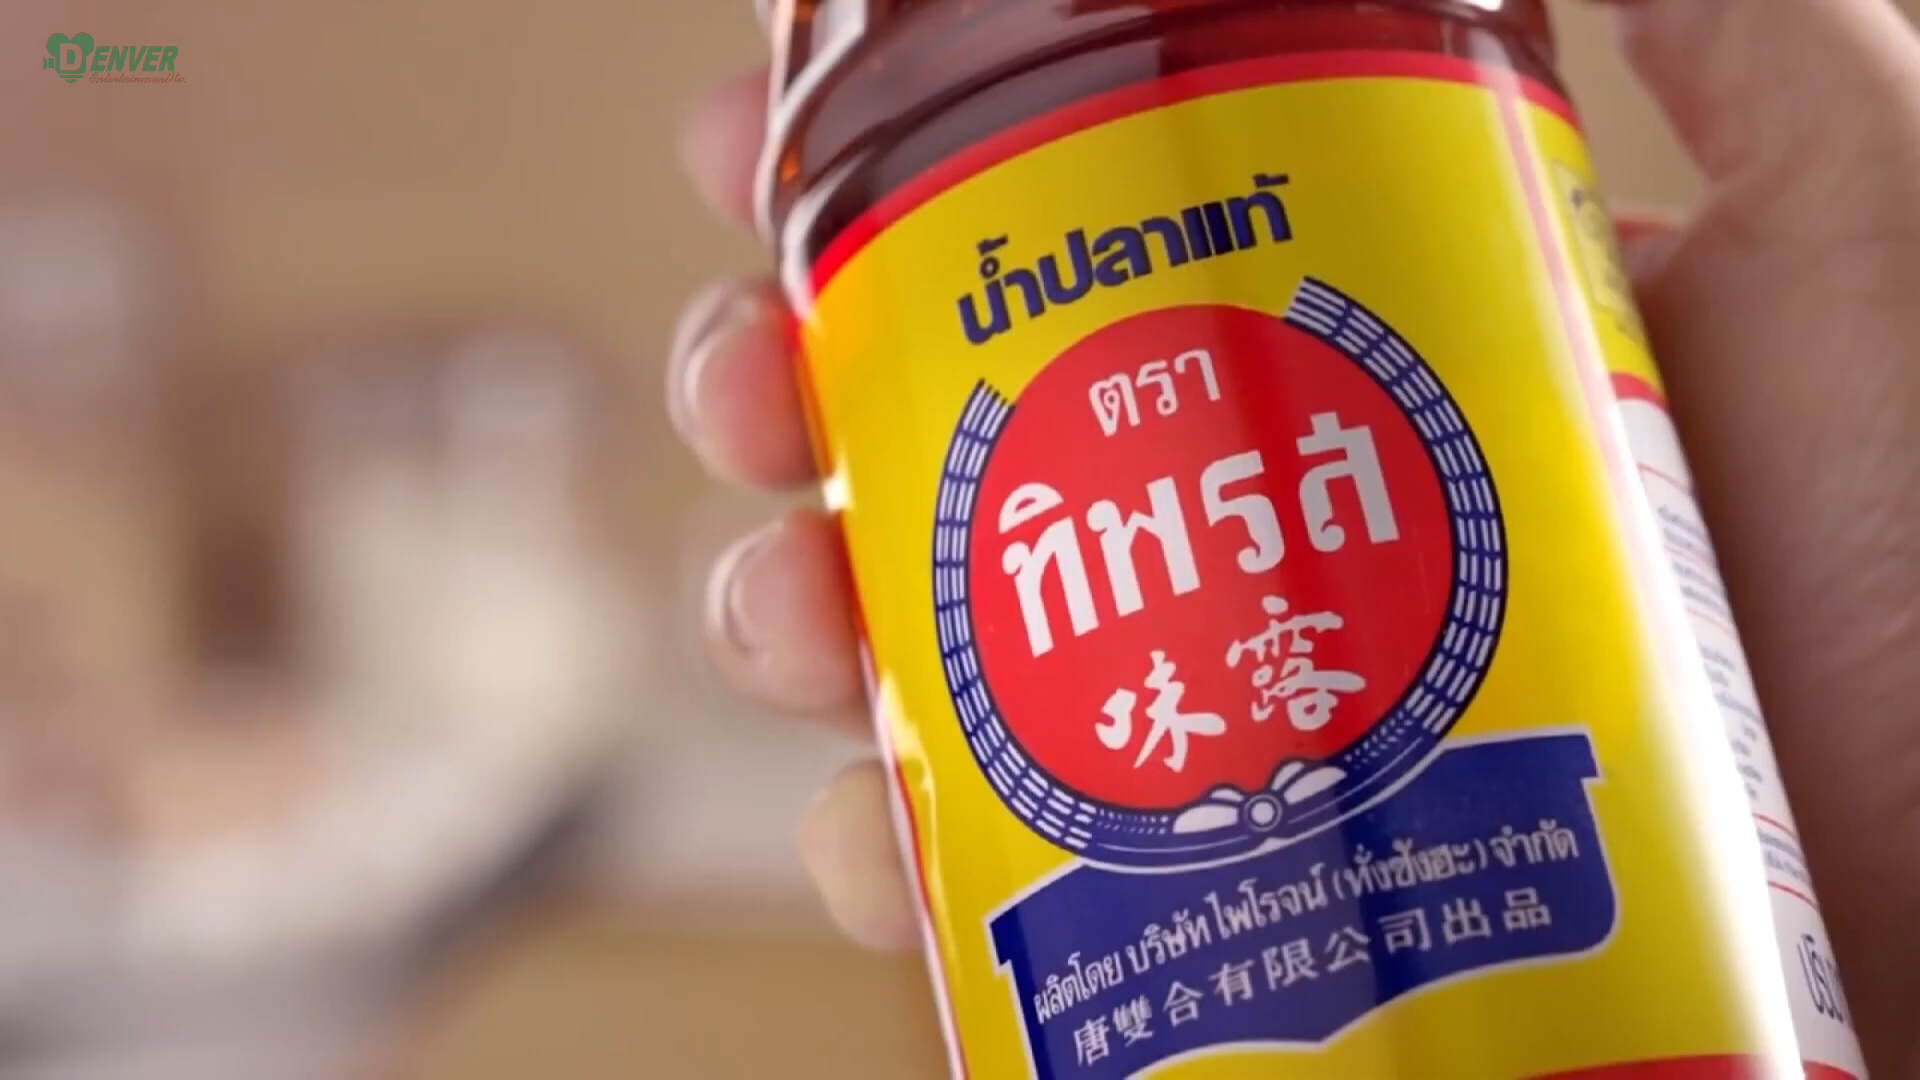 DENVER
Entertainment
น้ำปลาแท้
ตรา
ทิพรส
味露
ผลิตโดย บริษัท ไพโรจน์ (ทั่งซังฮะ) จำกัด
唐雙合有限公司出品